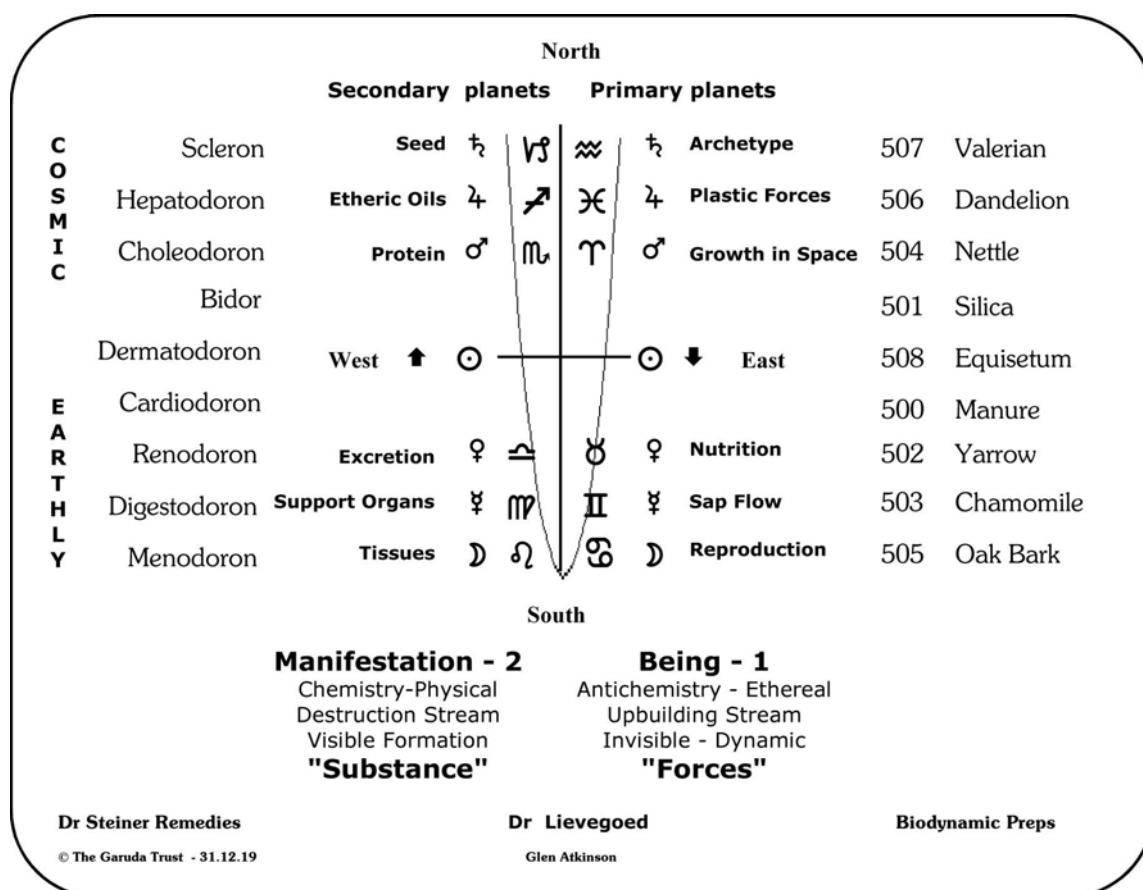 North
Secondary planets Primary planets
COSMIC
Scleron Seed ♄ ♑ ♒ ♄ Archetype 507 Valerian
Hepatodoron Etheric Oils ♃ ♐ ♓ ♃ Plastic Forces 506 Dandelion
Choleodoron Protein ♂ ♏ ♈ ♂ Growth in Space 504 Nettle
Bidor 501 Silica
Dermatodoron West ⬆ ☉ ☉ ⬇ East 508 Equisetum
EARTHLY
Cardiodoron 500 Manure
Renodoron Excretion ♀ ♎ ♉ ♀ Nutrition 502 Yarrow
Digestodoron Support Organs ☿ ♍ ♊ ☿ Sap Flow 503 Chamomile
Menodoron Tissues ☽ ♌ ♋ ☽ Reproduction 505 Oak Bark
South
Manifestation - 2 Being - 1
Chemistry-Physical Antichemistry - Ethereal
Destruction Stream Upbuilding Stream
Visible Formation Invisible - Dynamic
"Substance" "Forces"
Dr Steiner Remedies Dr Lievegoed Biodynamic Preps
© The Garuda Trust - 31.12.19 Glen Atkinson